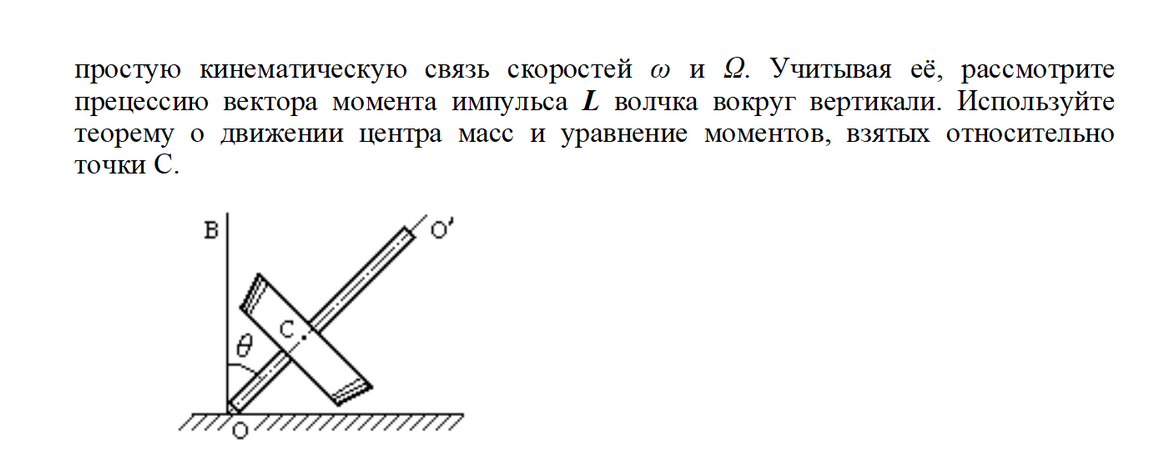 простую кинематическую связь скоростей ω и Ω. Учитывая её, рассмотрите
прецессию вектора момента импульса L волчка вокруг вертикали. Используйте
теорему о движении центра масс и уравнение моментов, взятых относительно
точки С.
B
O'
C
θ
O